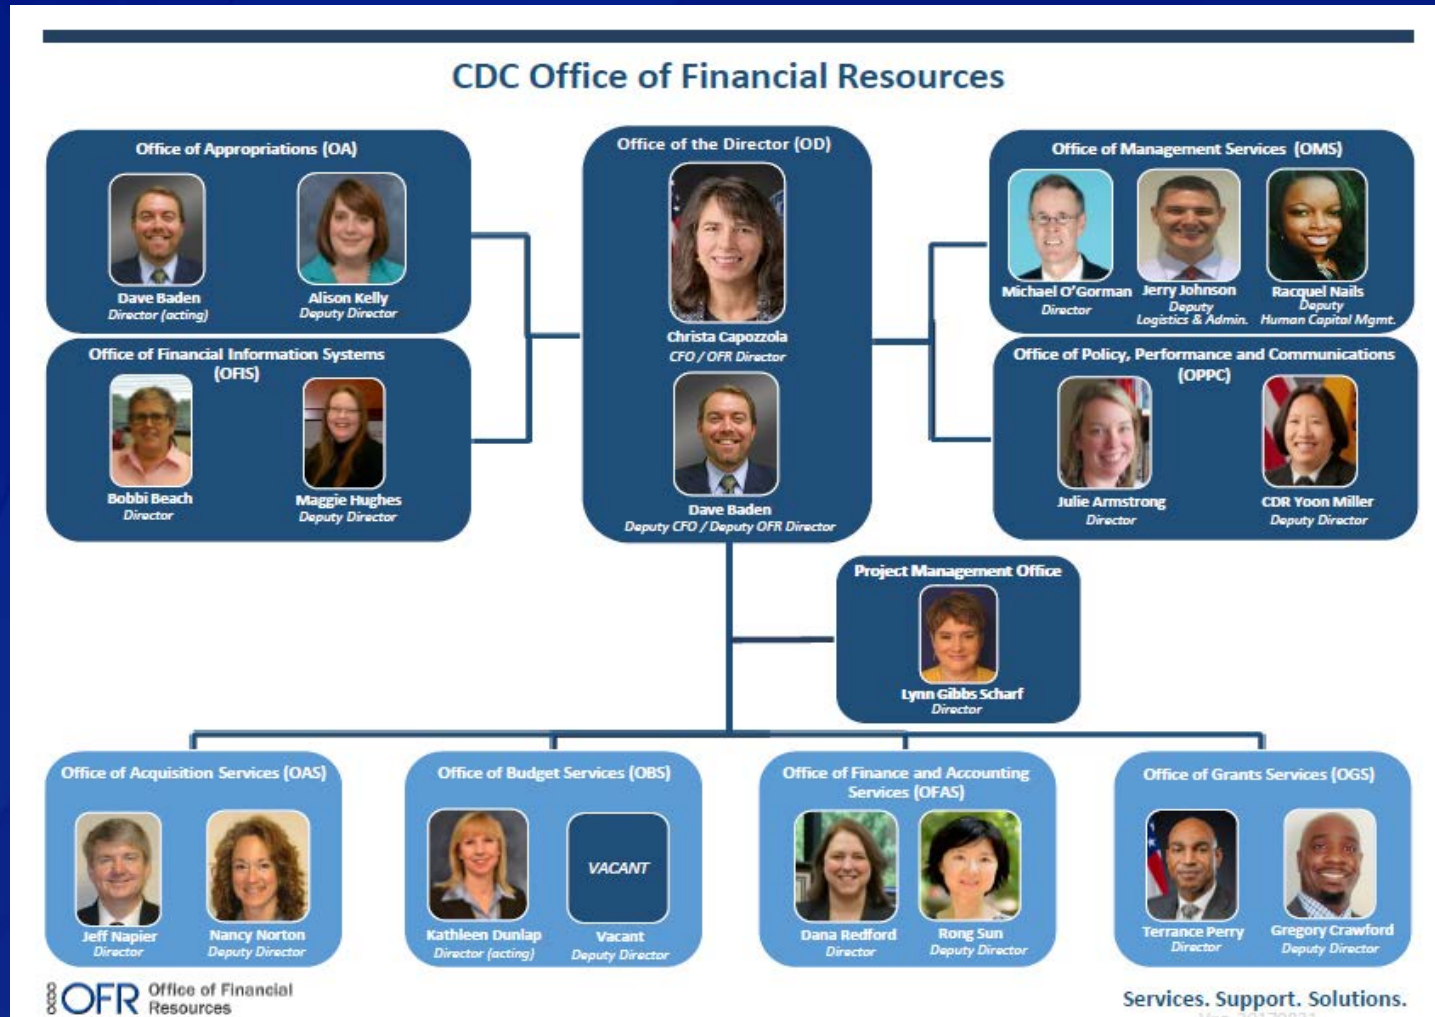 CDC Office of Financial Resources
Office of Appropriations (OA)
Dave Baden
Director (acting)
Alison Kelly
Deputy Director
Office of Financial Information Systems
(OFIS)
Bobbi Beach
Director
Maggie Hughes
Deputy Director
Office of the Director (OD)
Christa Capozzola
CFO / OFR Director
Dave Baden
Deputy CFO / Deputy OFR Director
Office of Management Services (OMS)
Michael O'Gorman
Director
Jerry Johnson
Deputy
Logistics & Admin.
Racquel Nails
Deputy
Human Capital Mgmt.
Office of Policy, Performance and Communications
(OPPC)
Julie Armstrong
Director
CDR Yoon Miller
Deputy Director
Project Management Office
Lynn Gibbs Scharf
Director
Office of Acquisition Services (OAS)
Jeff Napier
Director
Nancy Norton
Deputy Director
Office of Budget Services (OBS)
Kathleen Dunlap
Director (acting)
VACANT
Vacant
Deputy Director
Office of Finance and Accounting
Services (OFAS)
Dana Redford
Director
Rong Sun
Deputy Director
Office of Grants Services (OGS)
Terrance Perry
Director
Gregory Crawford
Deputy Director
OFR Office of Financial
Resources
Services. Support. Solutions.